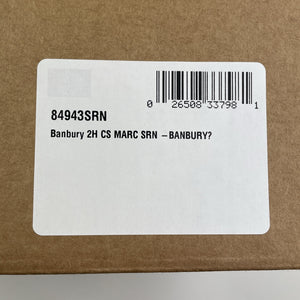 0 26508 33798 1
84943SRN
Banbury 2H CS MARC SRN –BANBURY?